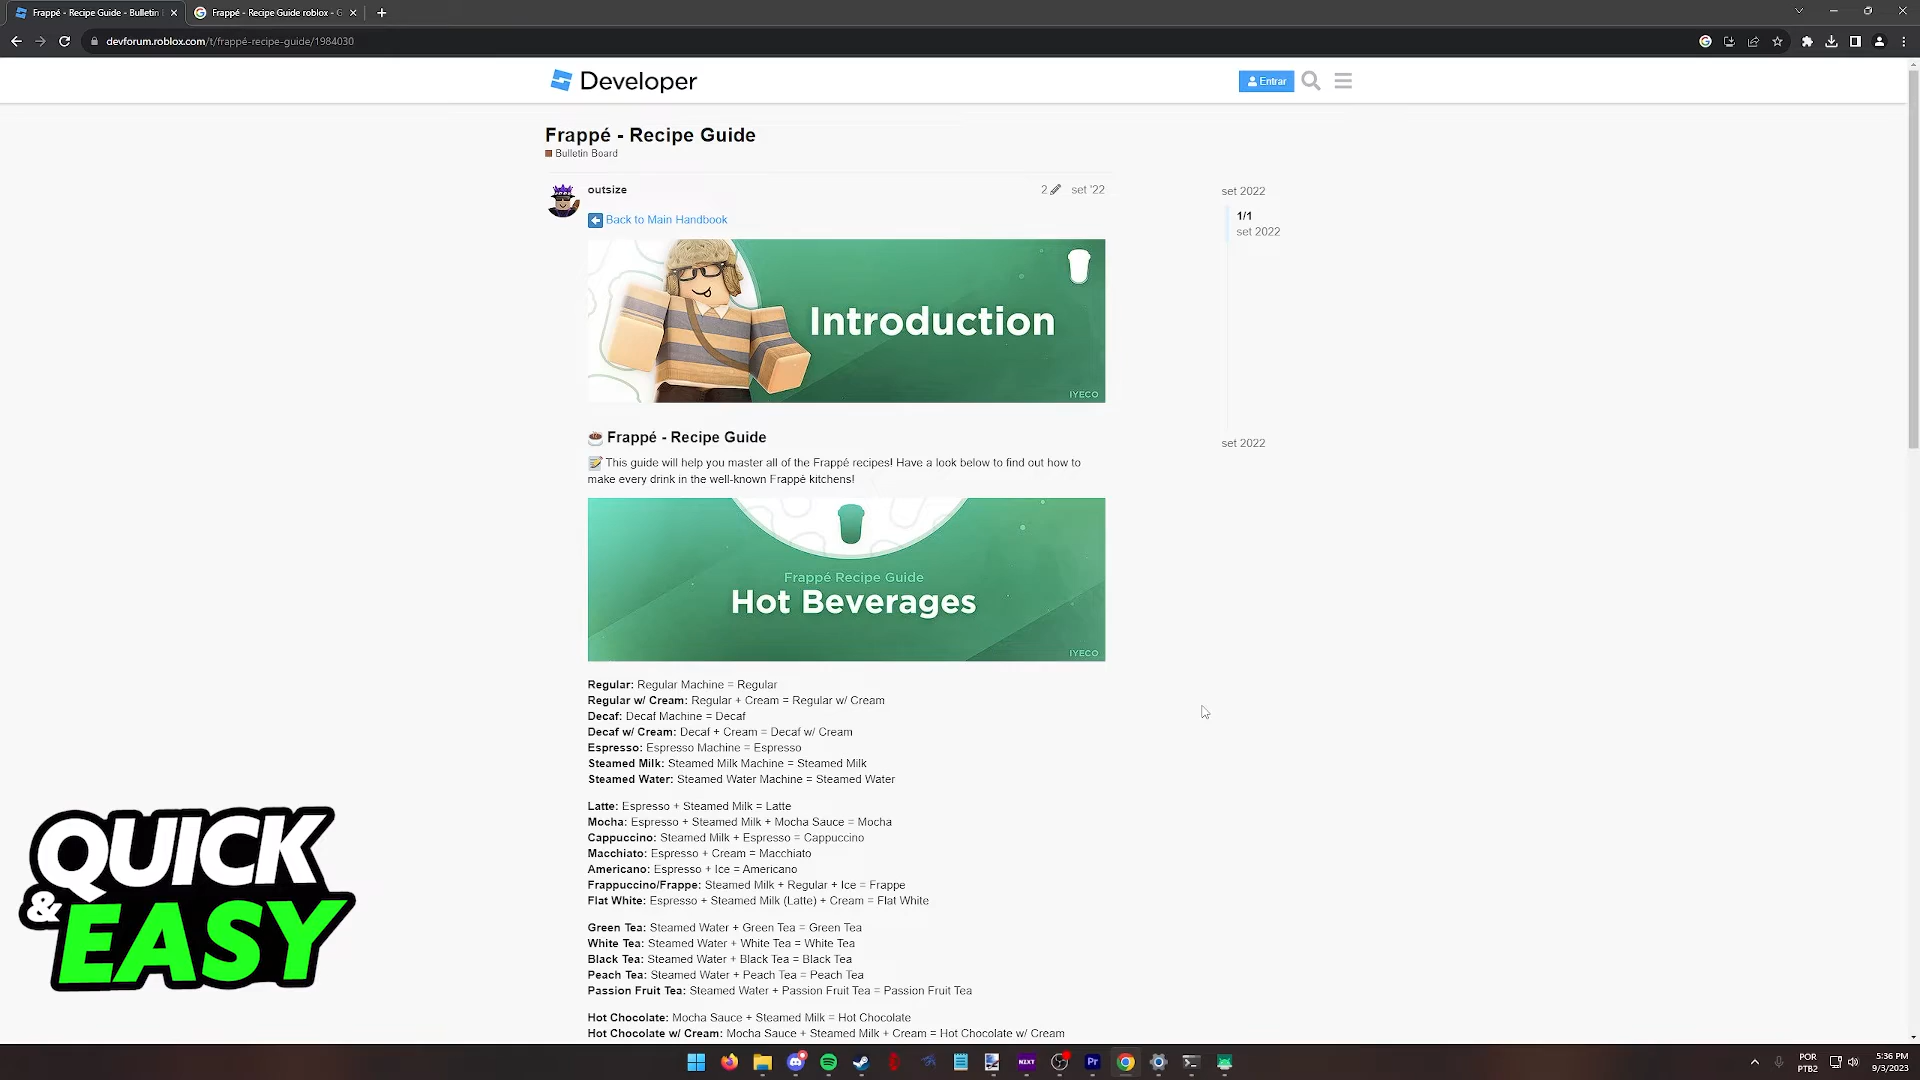 Frappé - Recipe Guide - Bulletin
Frappé - Recipe Guide roblox - G
devforum.roblox.com/t/frappé-recipe-guide/1984030
Developer
Entrar
Frappé - Recipe Guide
Bulletin Board
outsize
2
set '22
Back to Main Handbook
set 2022
1/1
set 2022
set 2022
Introduction
IYECO
Frappé - Recipe Guide
This guide will help you master all of the Frappé recipes! Have a look below to find out how to
make every drink in the well-known Frappé kitchens!
Frappé Recipe Guide
Hot Beverages
IYECO
Regular: Regular Machine = Regular
Regular w/ Cream: Regular + Cream = Regular w/ Cream
Decaf: Decaf Machine = Decaf
Decaf w/ Cream: Decaf + Cream = Decaf w/ Cream
Espresso: Espresso Machine = Espresso
Steamed Milk: Steamed Milk Machine = Steamed Milk
Steamed Water: Steamed Water Machine = Steamed Water
Latte: Espresso + Steamed Milk = Latte
Mocha: Espresso + Steamed Milk + Mocha Sauce = Mocha
Cappuccino: Steamed Milk + Espresso = Cappuccino
Macchiato: Espresso + Cream = Macchiato
Americano: Espresso + Ice = Americano
Frappuccino/Frappe: Steamed Milk + Regular + Ice = Frappe
Flat White: Espresso + Steamed Milk (Latte) + Cream = Flat White
Green Tea: Steamed Water + Green Tea = Green Tea
White Tea: Steamed Water + White Tea = White Tea
Black Tea: Steamed Water + Black Tea = Black Tea
Peach Tea: Steamed Water + Peach Tea = Peach Tea
Passion Fruit Tea: Steamed Water + Passion Fruit Tea = Passion Fruit Tea
Hot Chocolate: Mocha Sauce + Steamed Milk = Hot Chocolate
Hot Chocolate w/ Cream: Mocha Sauce + Steamed Milk + Cream = Hot Chocolate w/ Cream
QUICK
& EASY
NZXT
Pr
POR
PTB2
5:36 PM
9/3/2023